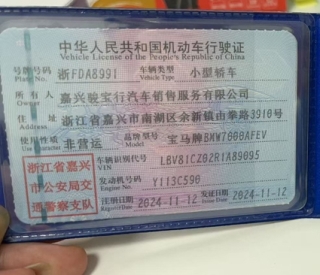 中华人民共和国机动车行驶证
Vehicle License of the People's Republic of China
号牌号码 浙FDA8991 车辆类型 小型轿车
Plate No. Vehicle Type
所有人 嘉兴骏宝行汽车销售服务有限公司
Owner
住址 浙江省嘉兴市南湖区余新镇由拳路3910号
Address
使用性质 非营运 品牌型号 宝马牌BMW7000AFEV
Use Character Model
浙江省嘉兴
市公安局交
通警察支队
车辆识别代号 LBV81CZ02R1A89095
VIN
发动机号码 Y113C590
Engine No.
注册日期 2024-11-12 发证日期 2024-11-12
Register Date Issue Date